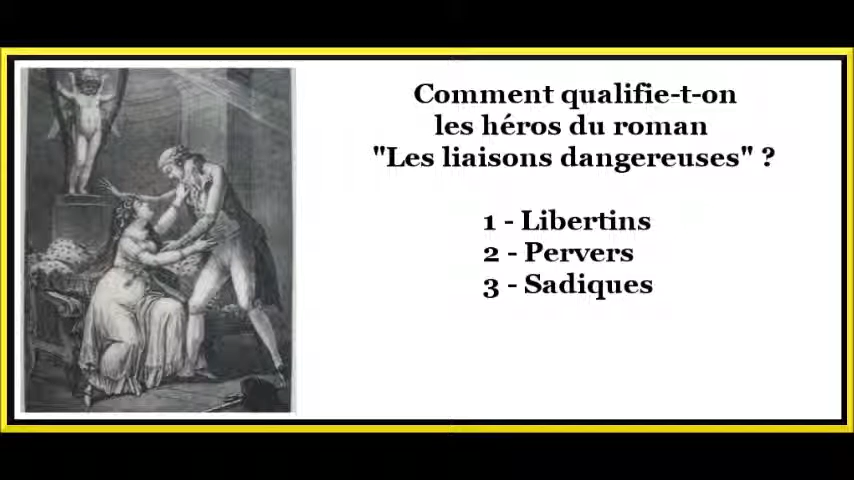 Comment qualifie-t-on
les héros du roman
"Les liaisons dangereuses" ?
1 - Libertins
2 - Pervers
3 - Sadiques